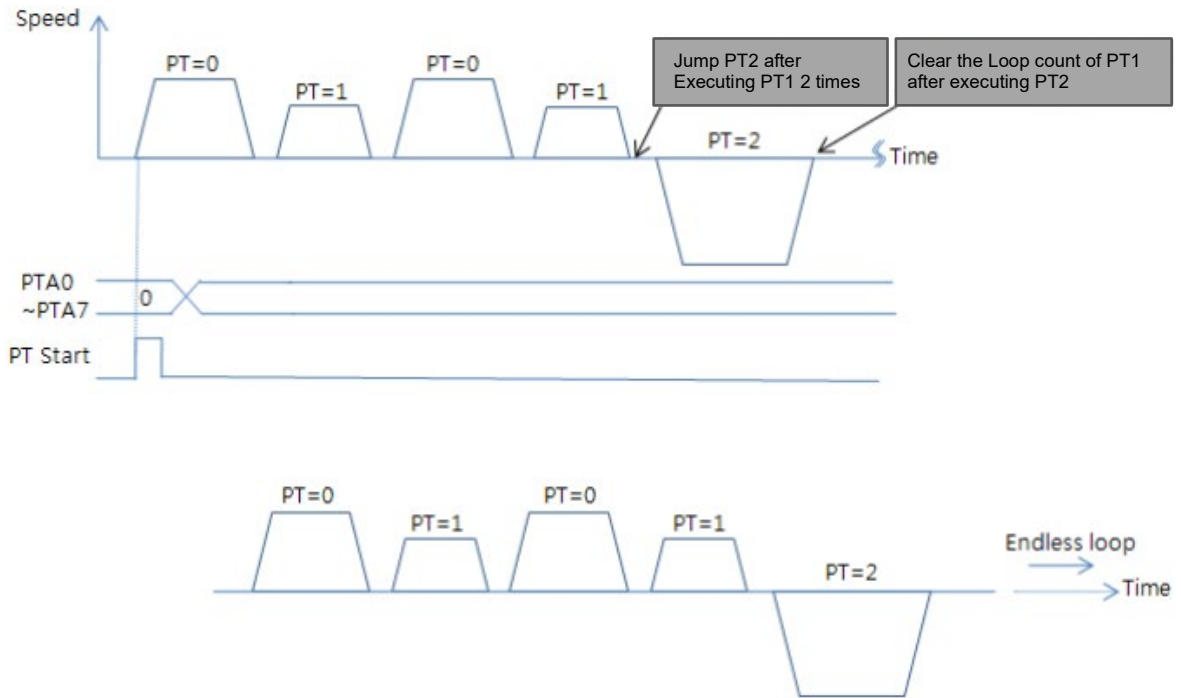 Speed
PT=0
PT=1
PT=0
PT=1
Jump PT2 after
Executing PT1 2 times
Clear the Loop count of PT1
after executing PT2
PT=2
Time
PTA0
~PTA7
0
PT Start
PT=0
PT=1
PT=0
PT=1
PT=2
Endless loop
Time